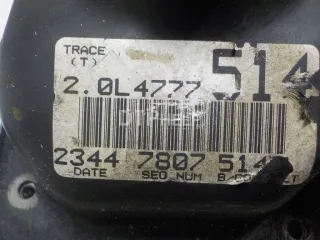 TRACE
(T)
2.0L4777 514
2344 7807 514
DATE SEQ NUM